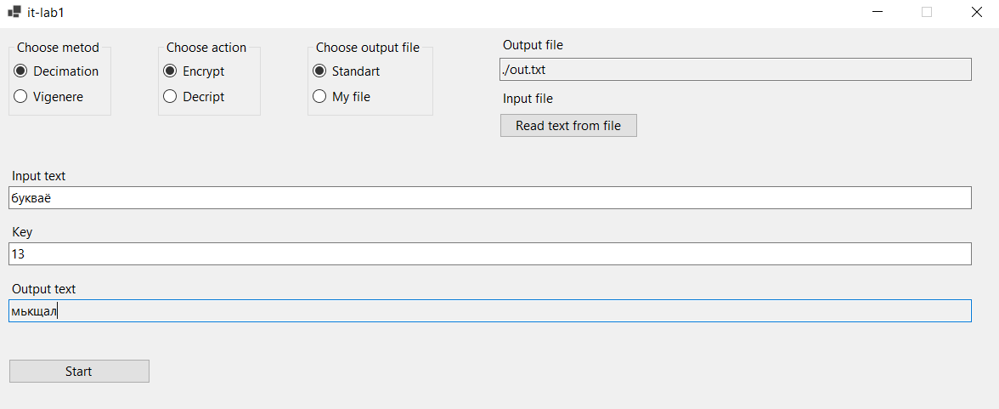 it-lab1
Choose metod
Decimation
Vigenere
Choose action
Encrypt
Decript
Choose output file
Standart
My file
Output file
./out.txt
Input file
Read text from file
Input text
букваё
Key
13
Output text
мькщал
Start